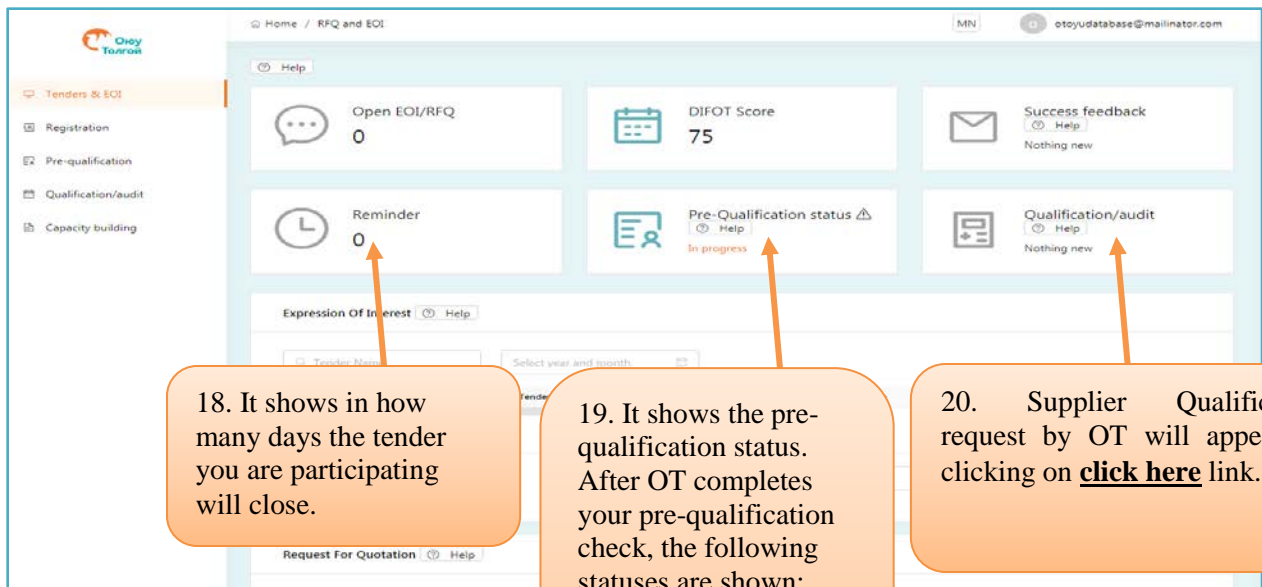 Оюу
Толгой
Home / RFQ and EOI
MN
otoyudatabase@mailinator.com
Help
Tenders & EOI
Registration
Pre-qualification
Qualification/audit
Capacity building
Open EOI/RFQ
0
DIFOT Score
75
Success feedback
Help
Nothing new
Reminder
0
Pre-Qualification status
Help
In progress
Qualification/audit
Help
Nothing new
Expression Of Interest
Help
Tender Name
Select year and month
Request For Quotation
Help
18. It shows in how
many days the tender
you are participating
will close.
19. It shows the pre-
qualification status.
After OT completes
your pre-qualification
check, the following
statuses are shown:
20. Supplier
request by OT will
clicking on click here link.